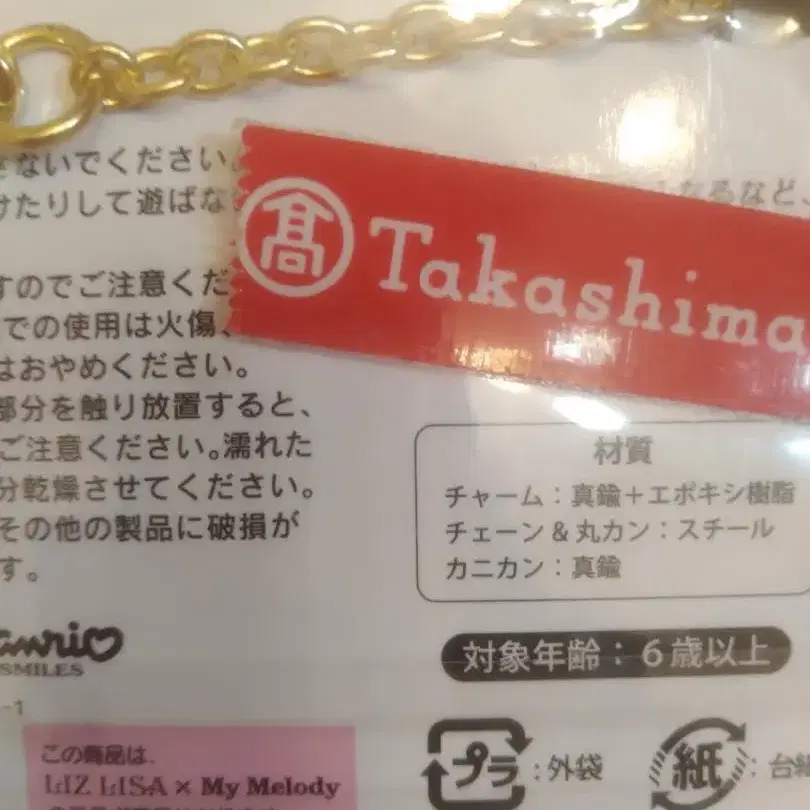 さないでください。
けたりして遊ばな
なるなど、
髙 Takashima
すのでご注意くだ
での使用は火傷、
はおやめください。
部分を触り放置すると、
ご注意ください。濡れた
分乾燥させてください。
その他の製品に破損が
す。
材質
チャーム：真鍮＋エポキシ樹脂
チェーン＆丸カン：スチール
カニカン：真鍮
anrio
SMILES
-1
対象年齢：6歳以上
この商品は、
LIZ LISA × My Melody
プラ：外袋
紙：台紙